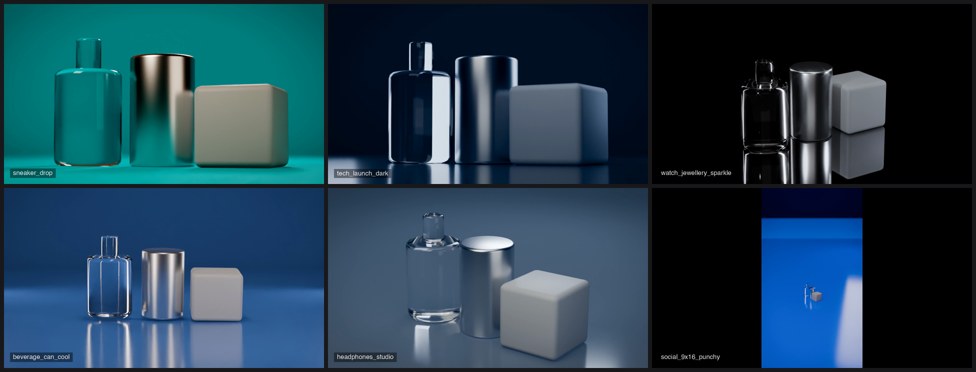 sneaker_drop
tech_launch_dark
watch_jewellery_sparkle
beverage_can_cool
headphones_studio
social_9x16_punchy